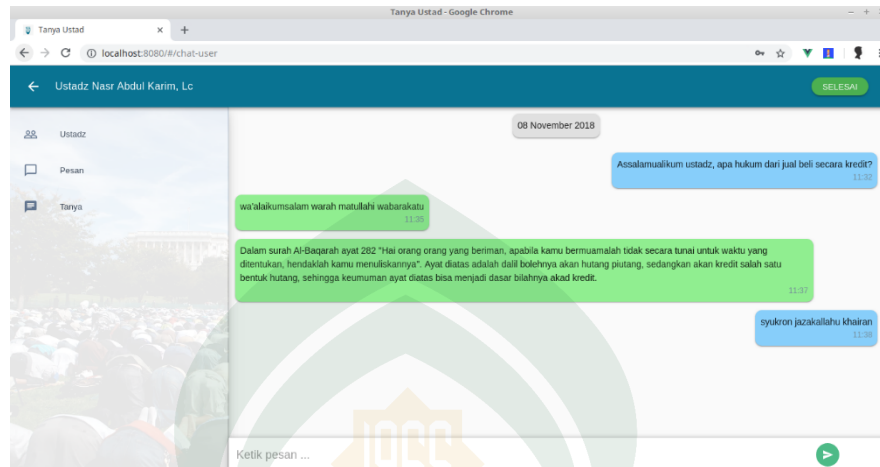 Tanya Ustad - Google Chrome
Tanya Ustad
localhost:8080/#/chat-user
Ustadz Nasr Abdul Karim, Lc
SELESAI
Ustadz
Pesan
Tanya
08 November 2018
Assalamualikum ustadz, apa hukum dari jual beli secara kredit?
11:32
wa'alaikumsalam warah matullahi wabarakatu
11:35
Dalam surah Al-Baqarah ayat 282 "Hai orang orang yang beriman, apabila kamu bermuamalah tidak secara tunai untuk waktu yang
ditentukan, hendaklah kamu menuliskannya". Ayat diatas adalah dalil bolehnya akan hutang piutang, sedangkan akan kredit salah satu
bentuk hutang, sehingga keumuman ayat diatas bisa menjadi dasar bilahnya akad kredit.
11:37
syukron jazakallahu khairan
11:38
Ketik pesan ...